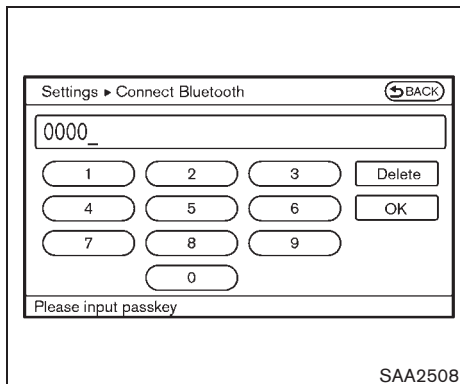 Settings ▸ Connect Bluetooth BACK
0000_
1 2 3 Delete
4 5 6 OK
7 8 9
0
Please input passkey
SAA2508